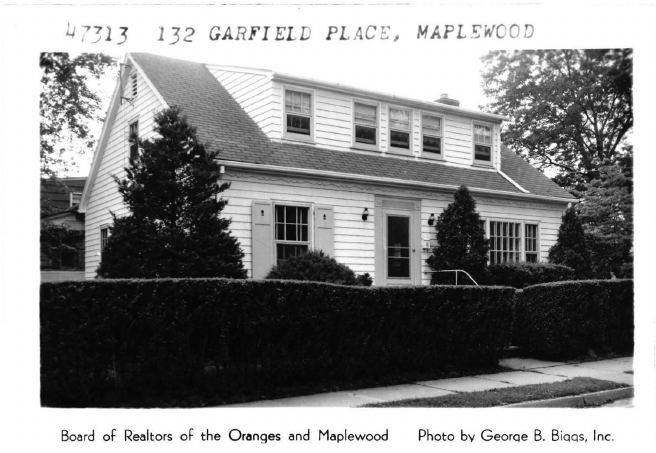 47313 132 GARFIELD PLACE, MAPLEWOOD
Board of Realtors of the Oranges and Maplewood Photo by George B. Biggs, Inc.